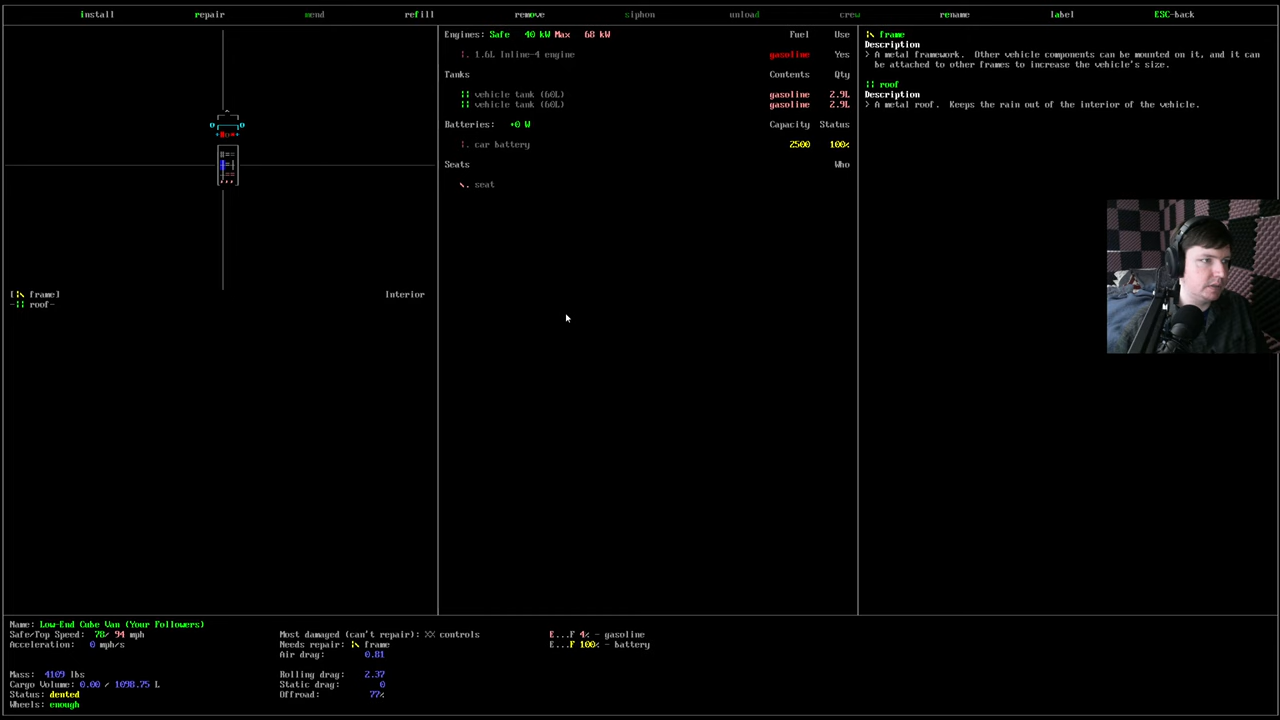 install repair mend refill remove siphon unload crew rename label ESC-back
Engines: Safe 40 kW Max 68 kW Fuel Use
1.6L Inline-4 engine gasoline Yes
Tanks Contents Qty
vehicle tank (60L) gasoline 2.9L
vehicle tank (60L) gasoline 2.9L
Batteries: +0 W Capacity Status
car battery 2500 100%
Seats Who
seat
[ frame] Interior
- roof-
frame
Description
> A metal framework. Other vehicle components can be mounted on it, and it can
be attached to other frames to increase the vehicle's size.
roof
Description
> A metal roof. Keeps the rain out of the interior of the vehicle.
Name: Low-End Cube Van (Your Followers)
Safe/Top Speed: 78/ 94 mph
Acceleration: 0 mph/s
Mass: 4109 lbs
Cargo Volume: 0.00 / 1098.75 L
Status: dented
Wheels: enough
Most damaged (can't repair): XX controls
Needs repair: frame
Air drag: 0.81
Rolling drag: 2.37
Static drag: 0
Offroad: 77%
E...F 4% - gasoline
E...F 100% - battery